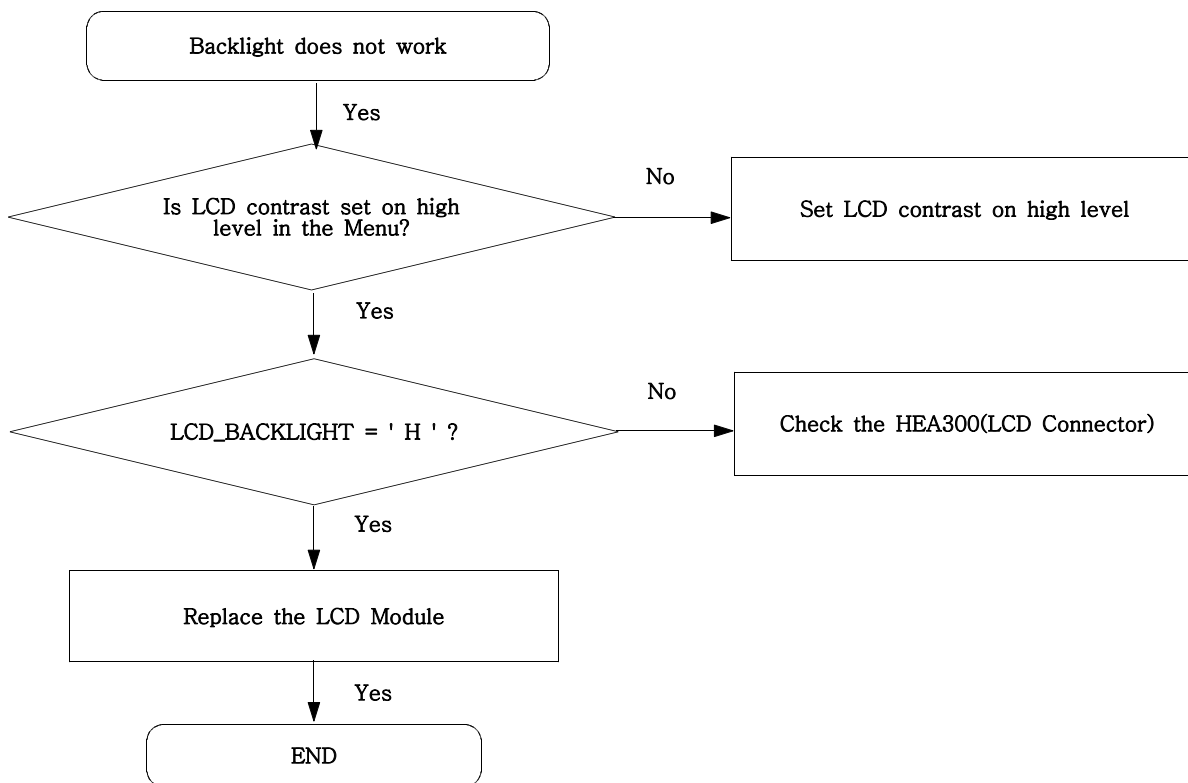 Backlight does not work
Yes
Is LCD contrast set on high
level in the Menu?
No
Set LCD contrast on high level
Yes
LCD_BACKLIGHT = ' H ' ?
No
Check the HEA300(LCD Connector)
Yes
Replace the LCD Module
Yes
END